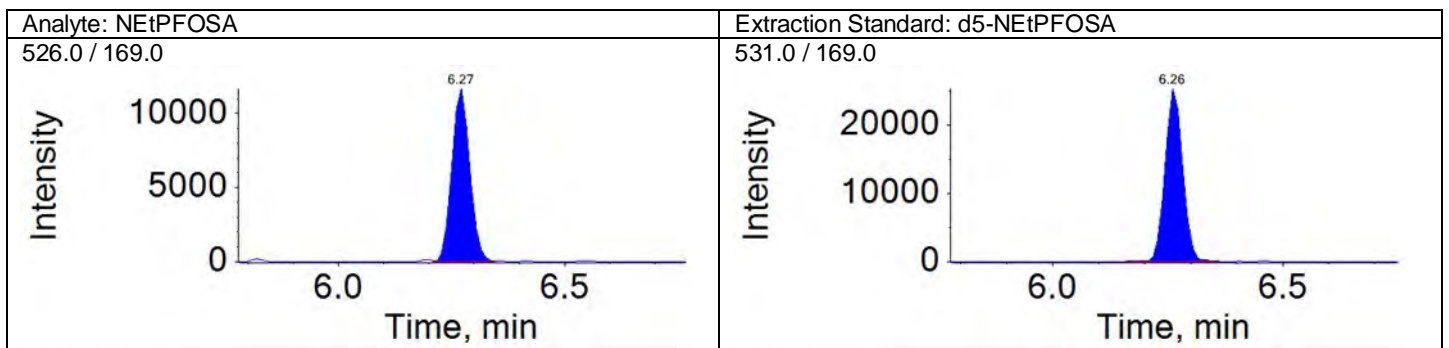 Analyte: NEtPFOSA
526.0 / 169.0
6.27
10000
5000
0
Intensity
6.0 6.5
Time, min
Extraction Standard: d5-NEtPFOSA
531.0 / 169.0
6.26
20000
10000
0
Intensity
6.0 6.5
Time, min